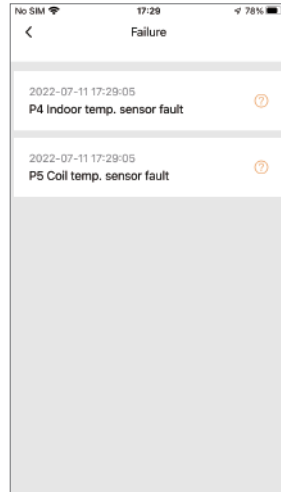 No SIM 17:29 78%
Failure
2022-07-11 17:29:05
P4 Indoor temp. sensor fault
?
2022-07-11 17:29:05
P5 Coil temp. sensor fault
?